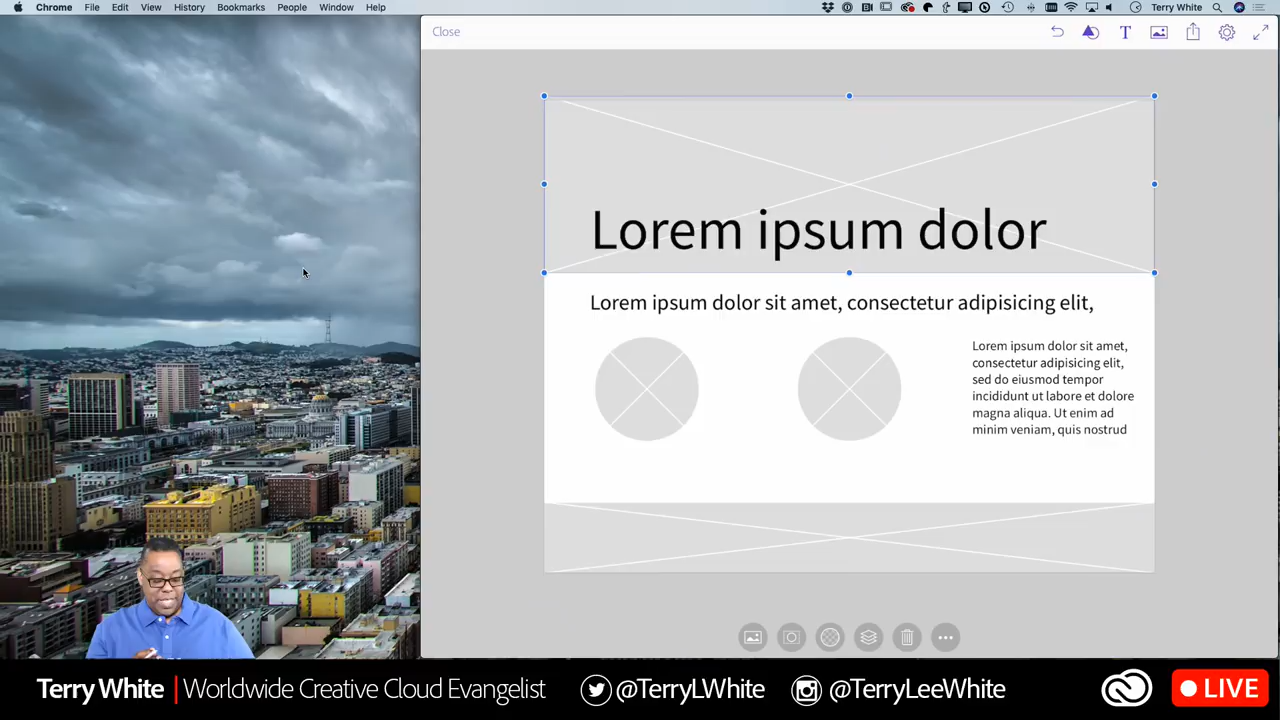 Chrome File Edit View History Bookmarks People Window Help Terry White
Close
T
Lorem ipsum dolor
Lorem ipsum dolor sit amet, consectetur adipisicing elit,
Lorem ipsum dolor sit amet,
consectetur adipisicing elit,
sed do eiusmod tempor
incididunt ut labore et dolore
magna aliqua. Ut enim ad
minim veniam, quis nostrud
Terry White | Worldwide Creative Cloud Evangelist @TerryLWhite @TerryLeeWhite LIVE